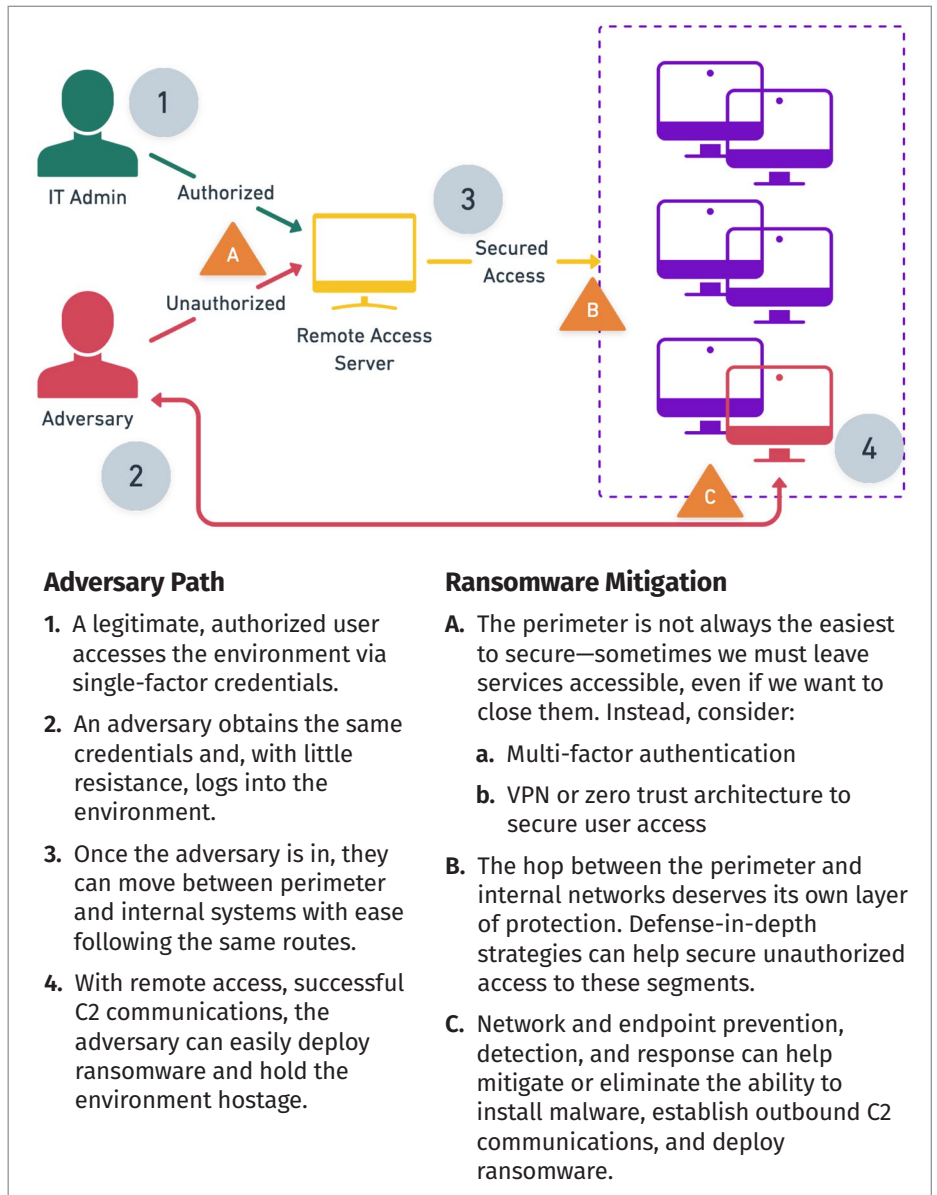 1
IT Admin
Authorized
A
Unauthorized
Adversary
2
3
Remote Access
Server
Secured
Access
B
4
C
Adversary Path
1. A legitimate, authorized user
accesses the environment via
single-factor credentials.
2. An adversary obtains the same
credentials and, with little
resistance, logs into the
environment.
3. Once the adversary is in, they
can move between perimeter
and internal systems with ease
following the same routes.
4. With remote access, successful
C2 communications, the
adversary can easily deploy
ransomware and hold the
environment hostage.
Ransomware Mitigation
A. The perimeter is not always the easiest
to secure—sometimes we must leave
services accessible, even if we want to
close them. Instead, consider:
a. Multi-factor authentication
b. VPN or zero trust architecture to
secure user access
B. The hop between the perimeter and
internal networks deserves its own layer
of protection. Defense-in-depth
strategies can help secure unauthorized
access to these segments.
C. Network and endpoint prevention,
detection, and response can help
mitigate or eliminate the ability to
install malware, establish outbound C2
communications, and deploy
ransomware.